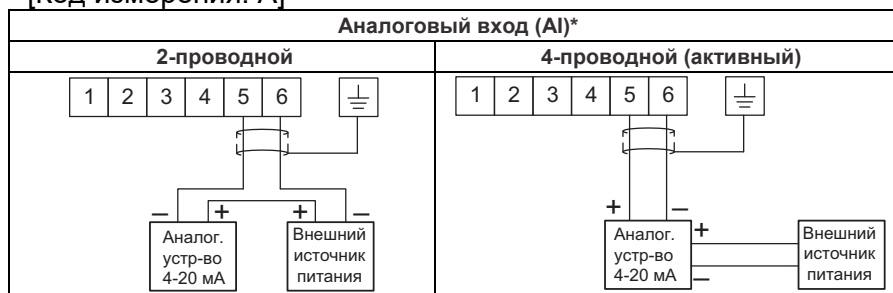 [Код измерения: А]
Аналоговый вход (AI)*
2-проводной
4-проводной (активный)
1 2 3 4 5 6
1 2 3 4 5 6
– + + –
Аналог.
устр-во
4-20 мА
Внешний
источник
питания
+ –
Аналог.
устр-во
4-20 мА
+
–
Внешний
источник
питания